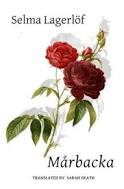 Selma Lagerlöf
Mårbacka
TRANSLATED BY SARAH DEATH